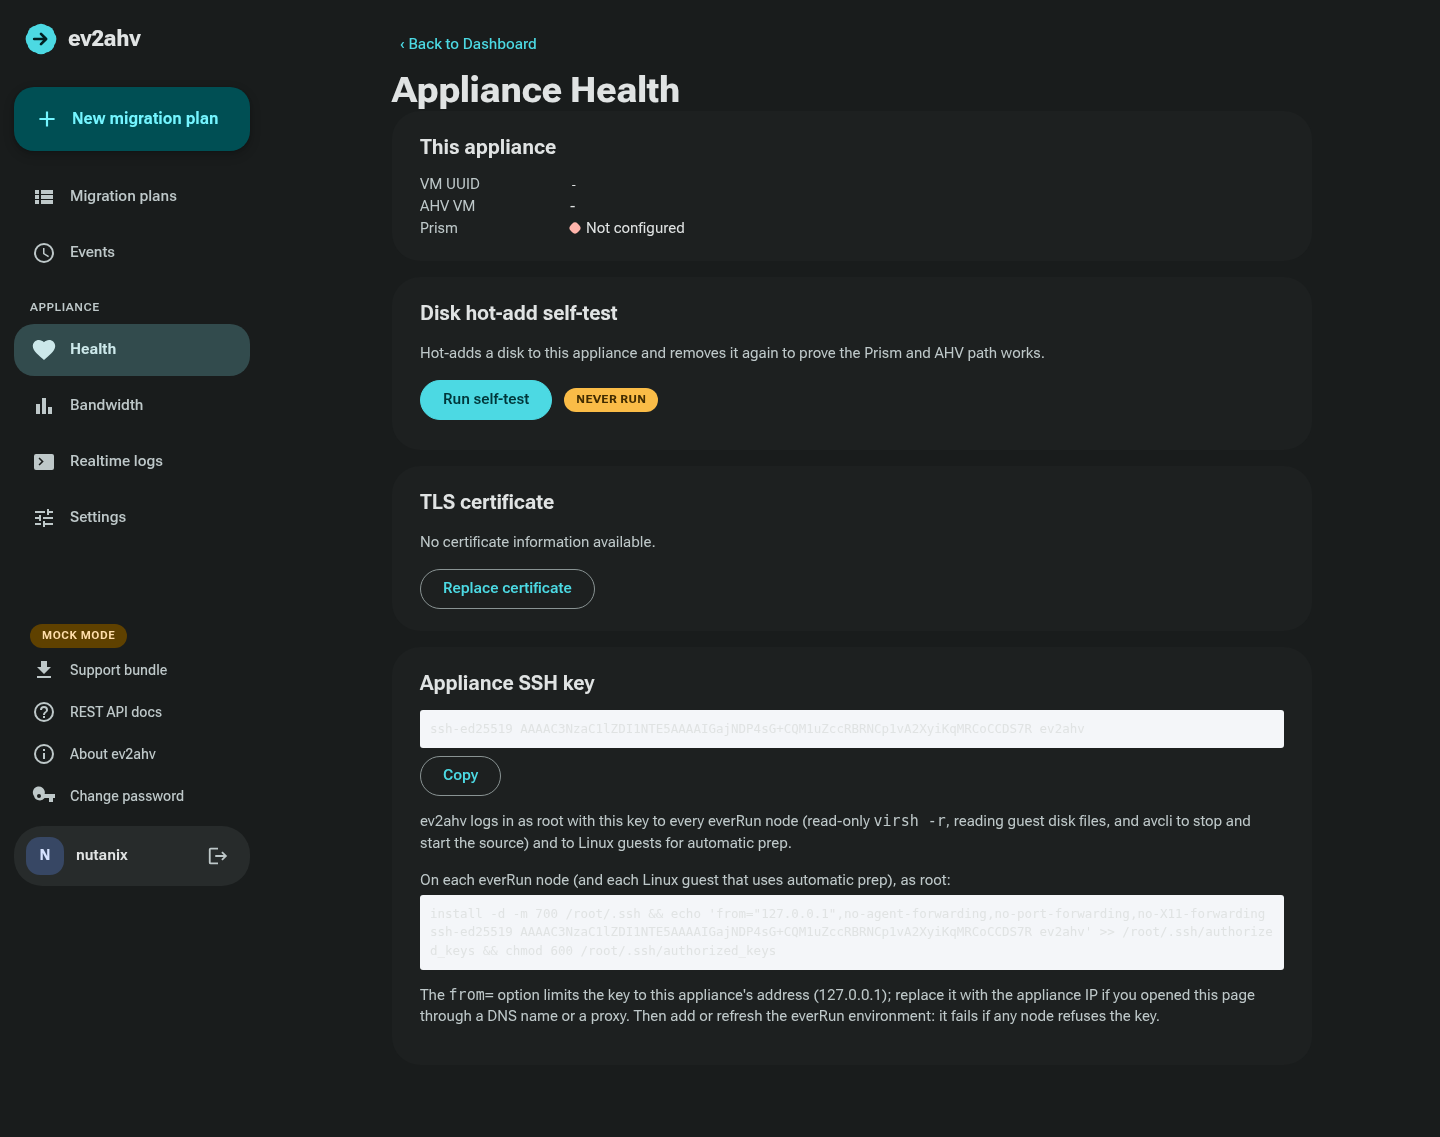 ev2ahv
New migration plan
Migration plans
Events
APPLIANCE
Health
Bandwidth
Realtime logs
Settings
MOCK MODE
Support bundle
REST API docs
About ev2ahv
Change password
N nutanix
‹ Back to Dashboard
Appliance Health
This appliance
VM UUID -
AHV VM -
Prism Not configured
Disk hot-add self-test
Hot-adds a disk to this appliance and removes it again to prove the Prism and AHV path works.
Run self-test NEVER RUN
TLS certificate
No certificate information available.
Replace certificate
Appliance SSH key
ssh-ed25519 AAAAC3NzaC1lZDI1NTE5AAAAIGajNDP4sG+CQM1uZccRBRNCp1vA2XyiKqMRCoCCDS7R ev2ahv
Copy
ev2ahv logs in as root with this key to every everRun node (read-only virsh -r, reading guest disk files, and avcli to stop and
start the source) and to Linux guests for automatic prep.
On each everRun node (and each Linux guest that uses automatic prep), as root:
install -d -m 700 /root/.ssh && echo 'from="127.0.0.1",no-agent-forwarding,no-port-forwarding,no-X11-forwarding
ssh-ed25519 AAAAC3NzaC1lZDI1NTE5AAAAIGajNDP4sG+CQM1uZccRBRNCp1vA2XyiKqMRCoCCDS7R ev2ahv' >> /root/.ssh/authorize
d_keys && chmod 600 /root/.ssh/authorized_keys
The from= option limits the key to this appliance's address (127.0.0.1); replace it with the appliance IP if you opened this page
through a DNS name or a proxy. Then add or refresh the everRun environment: it fails if any node refuses the key.